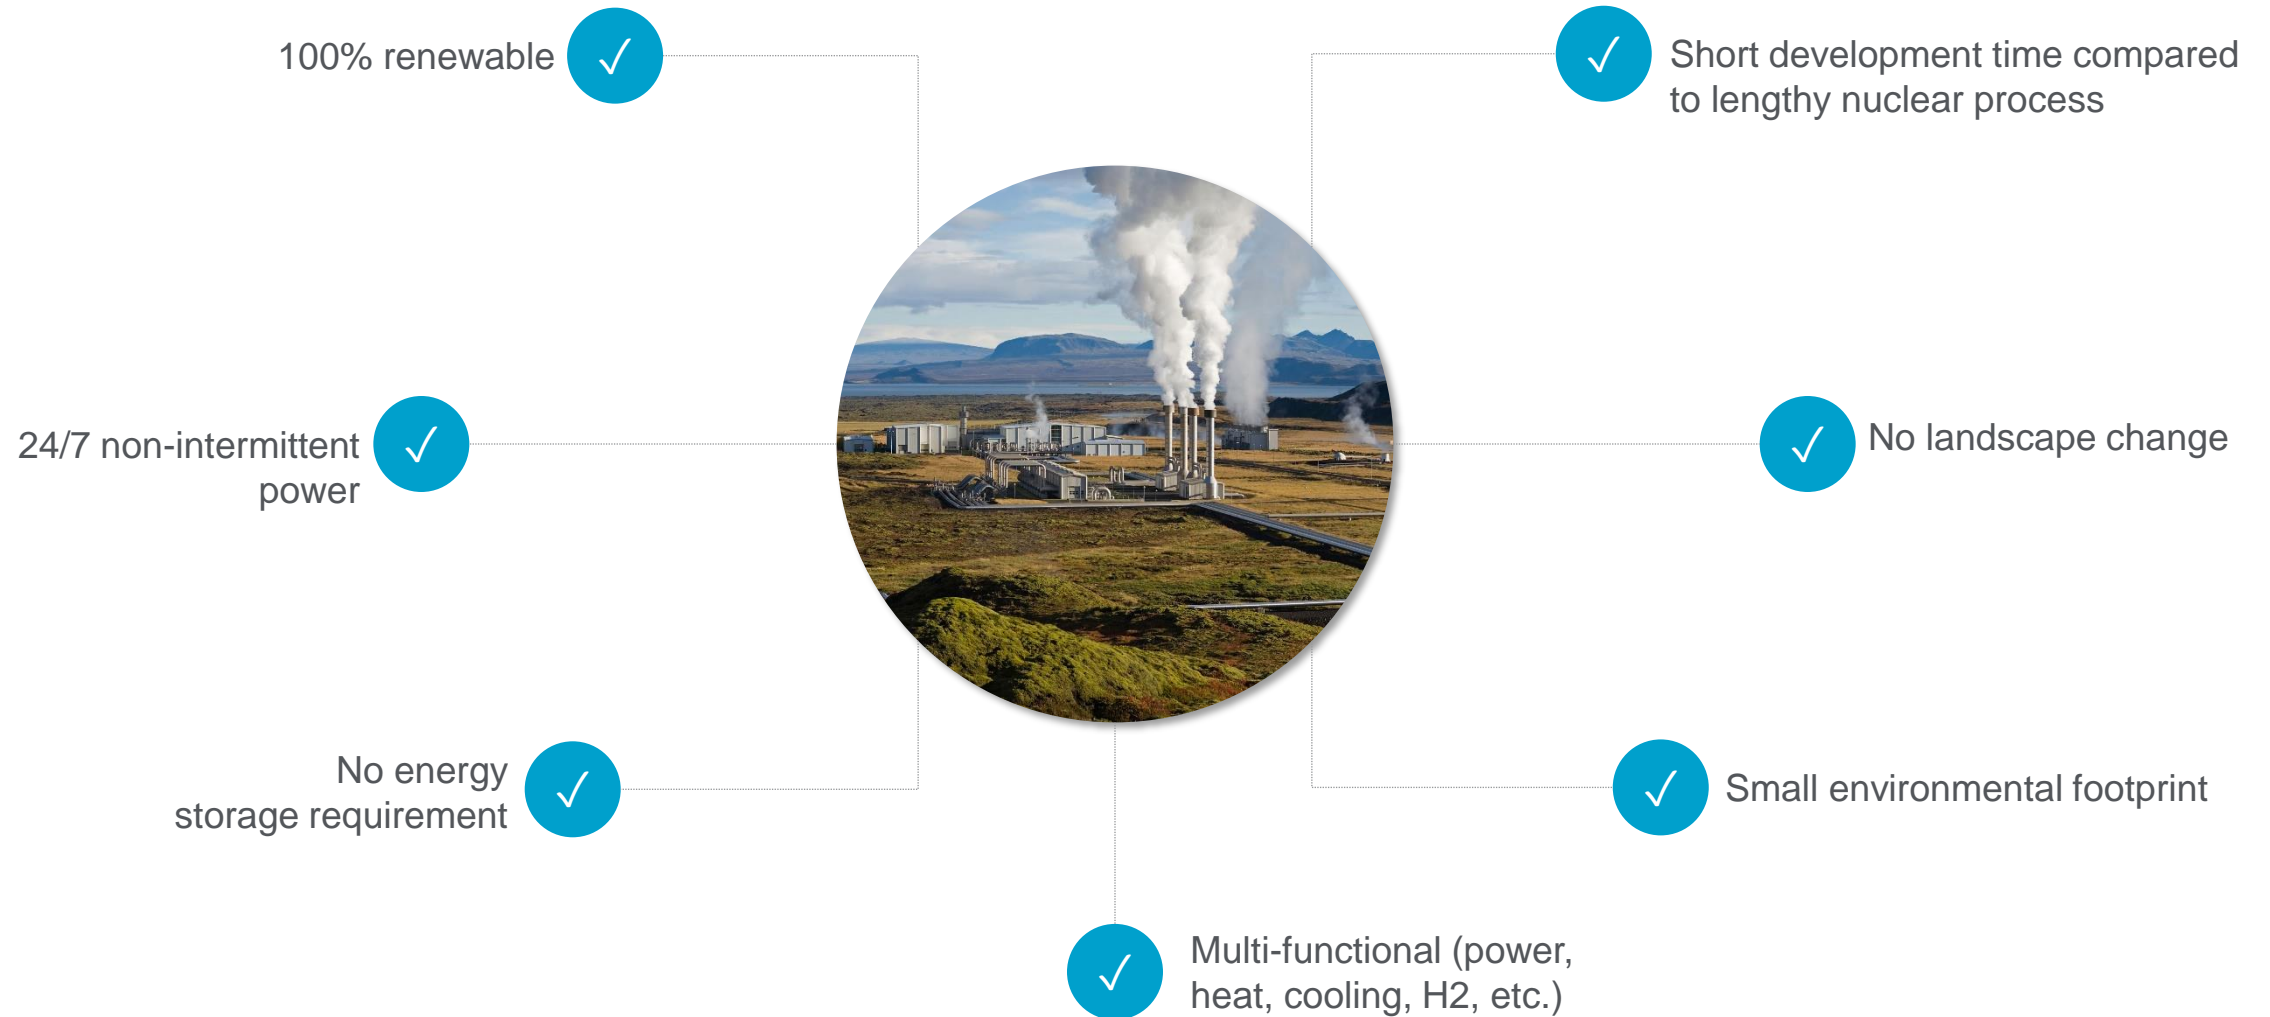 100% renewable
Short development time compared
to lengthy nuclear process
24/7 non-intermittent
power
No landscape change
No energy
storage requirement
Small environmental footprint
Multi-functional (power,
heat, cooling, H2, etc.)